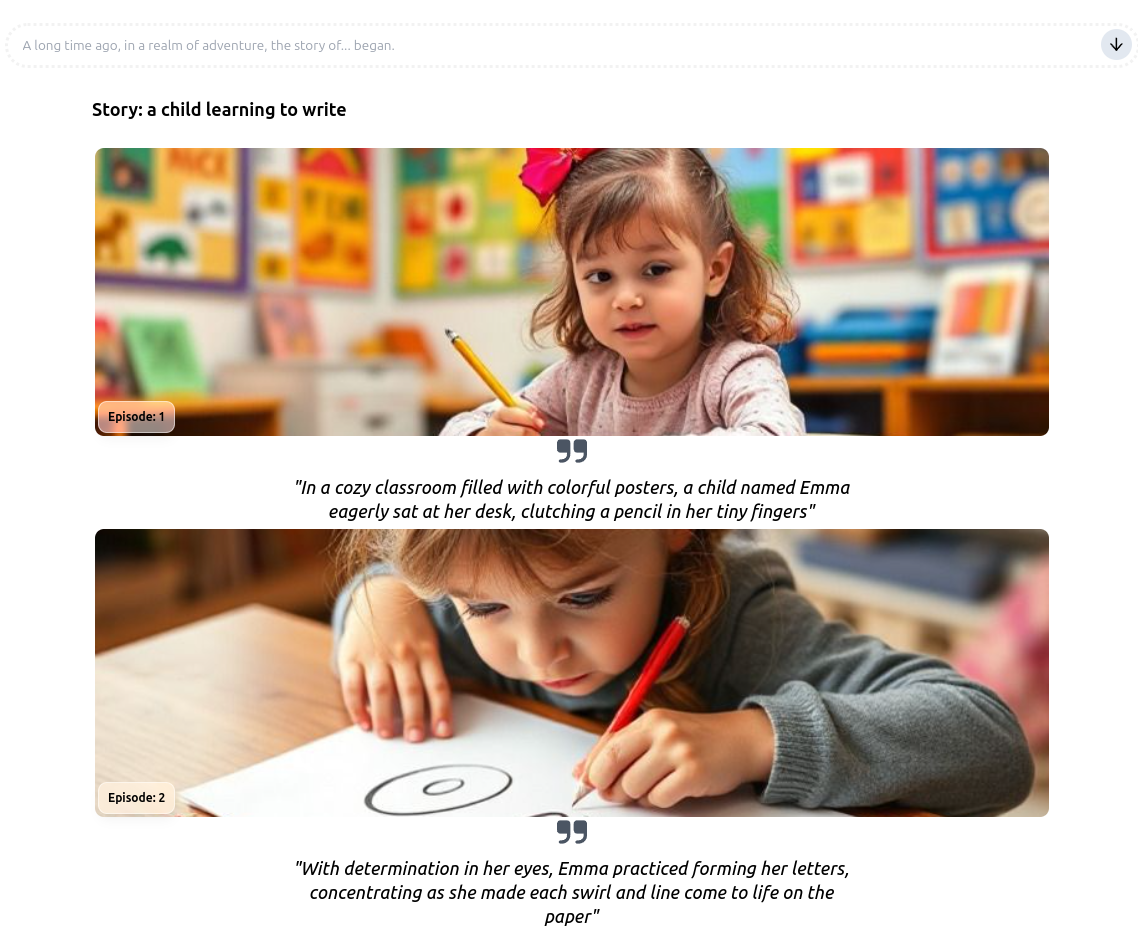 A long time ago, in a realm of adventure, the story of... began.
Story: a child learning to write
Episode: 1
"In a cozy classroom filled with colorful posters, a child named Emma
eagerly sat at her desk, clutching a pencil in her tiny fingers"
Episode: 2
"With determination in her eyes, Emma practiced forming her letters,
concentrating as she made each swirl and line come to life on the
paper"